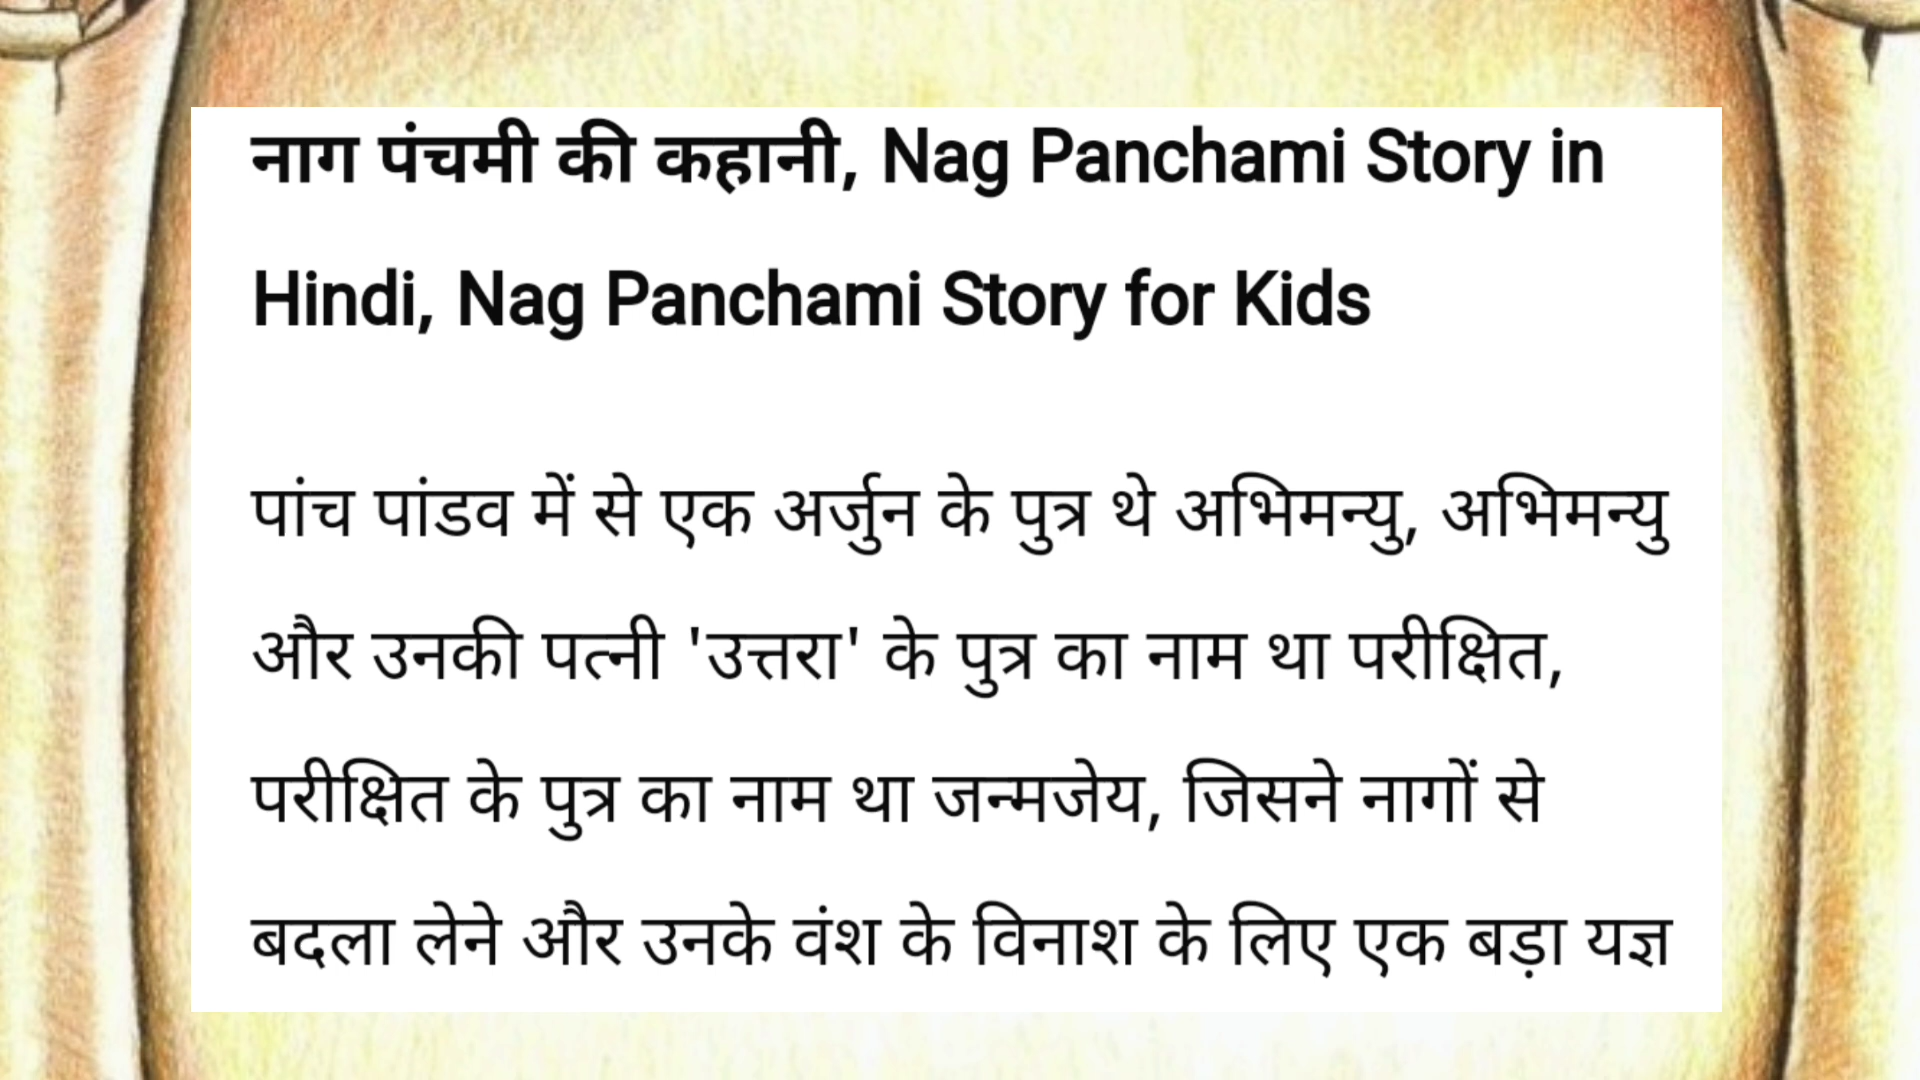 नाग पंचमी की कहानी, Nag Panchami Story in
Hindi, Nag Panchami Story for Kids
पांच पांडव में से एक अर्जुन के पुत्र थे अभिमन्यु, अभिमन्यु
और उनकी पत्नी 'उत्तरा' के पुत्र का नाम था परीक्षित,
परीक्षित के पुत्र का नाम था जन्मजेय, जिसने नागों से
बदला लेने और उनके वंश के विनाश के लिए एक बड़ा यज्ञ